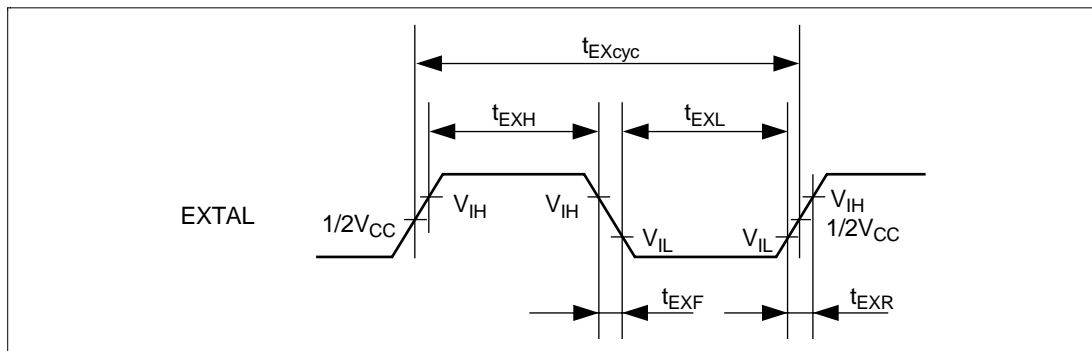 tEXcyc
tEXH tEXL
EXTAL 1/2VCC VIH VIH VIL VIL VIH 1/2VCC
tEXF tEXR